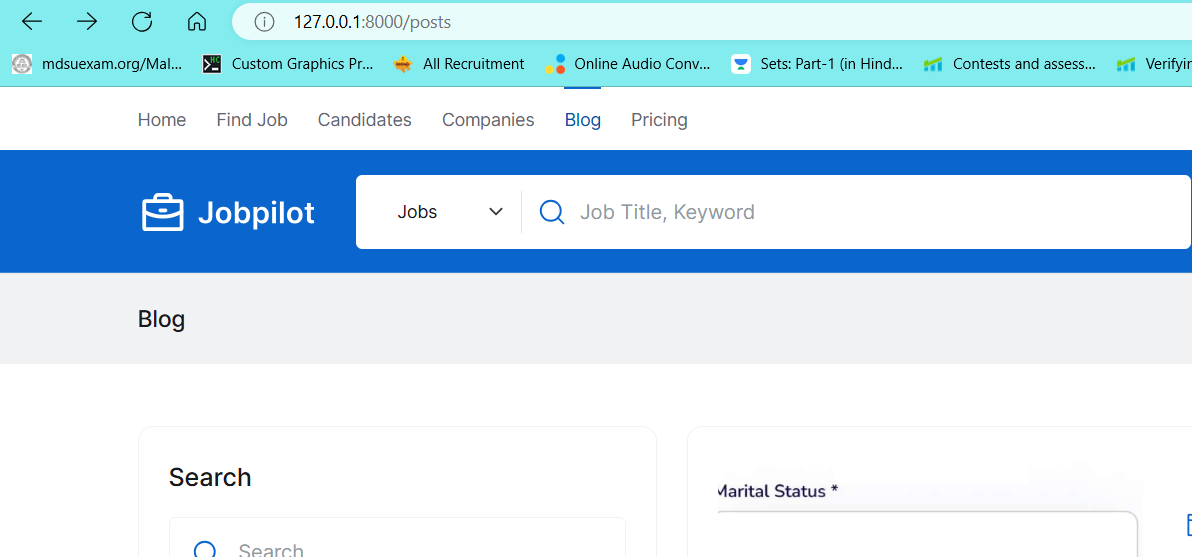 127.0.0.1:8000/posts
mdsuexam.org/Mal... Custom Graphics Pr... All Recruitment Online Audio Conv... Sets: Part-1 (in Hind... Contests and assess... Verifyin
Home Find Job Candidates Companies Blog Pricing
Jobpilot Jobs Job Title, Keyword
Blog
Search
Marital Status *
Search